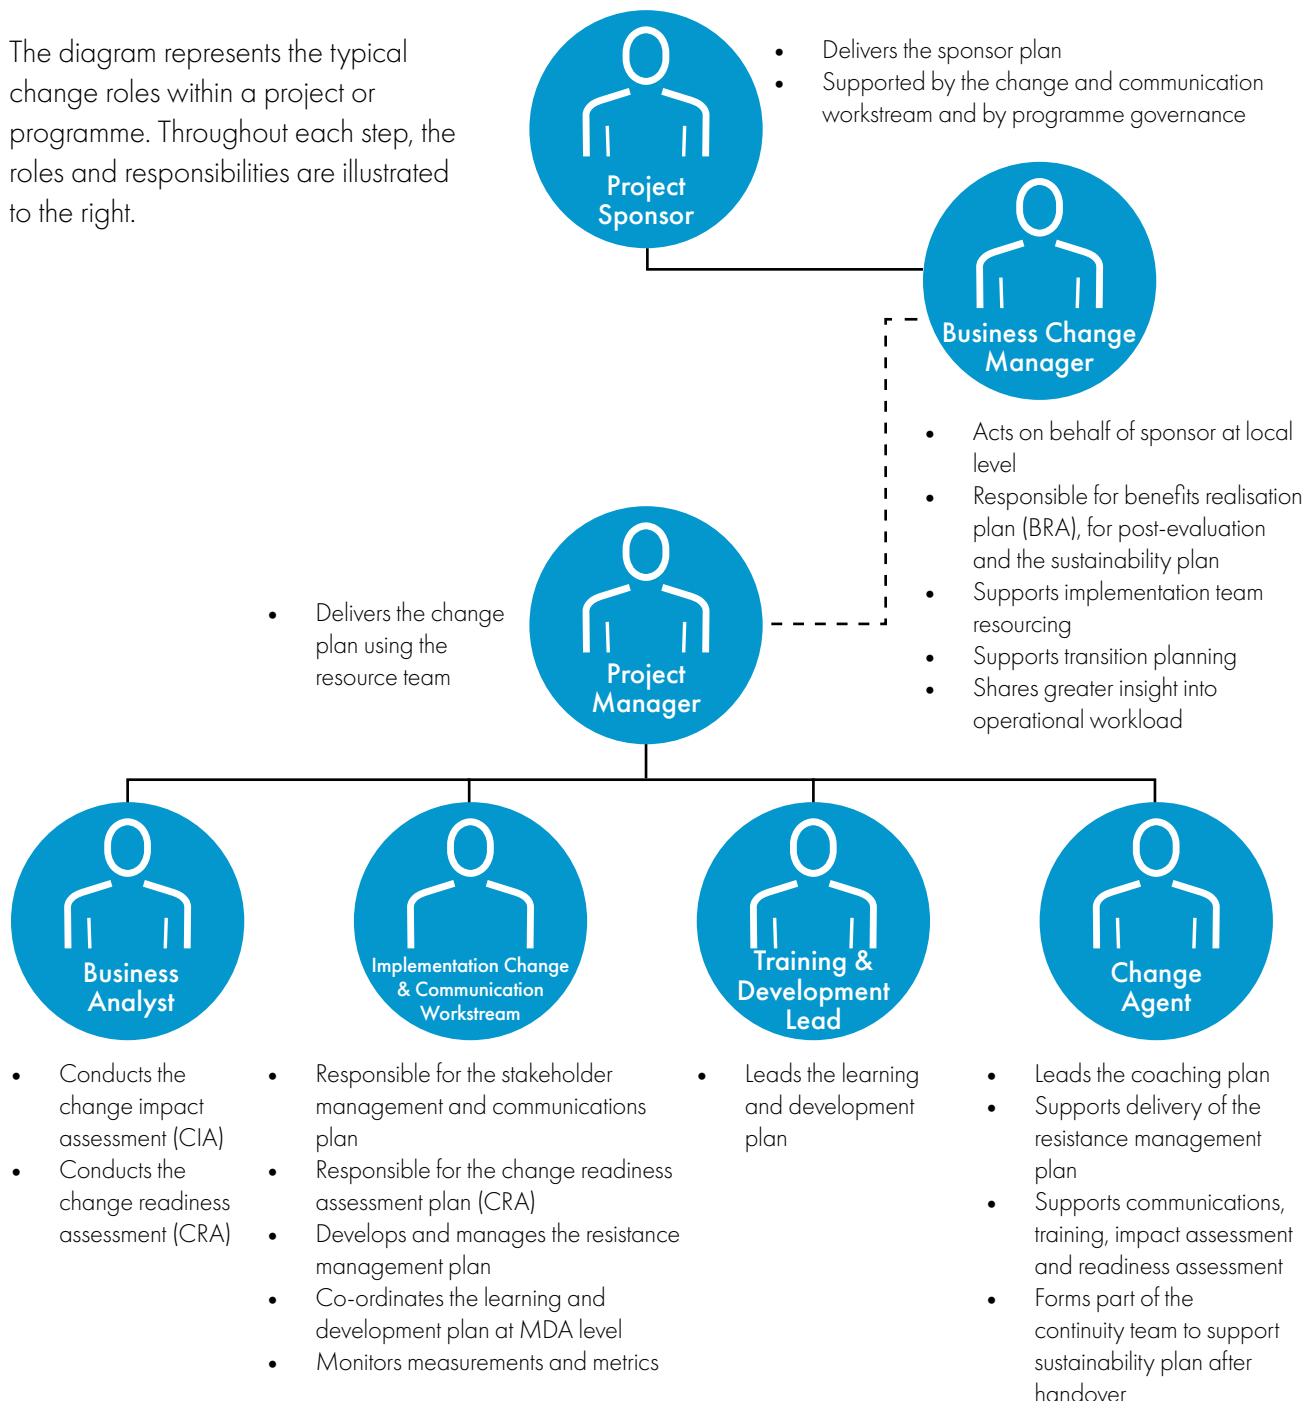 The diagram represents the typical
change roles within a project or
programme. Throughout each step, the
roles and responsibilities are illustrated
to the right.
Project
Sponsor
• Delivers the sponsor plan
• Supported by the change and communication
workstream and by programme governance
Business Change
Manager
• Acts on behalf of sponsor at local
level
• Responsible for benefits realisation
plan (BRA), for post-evaluation
and the sustainability plan
• Supports implementation team
resourcing
• Supports transition planning
• Shares greater insight into
operational workload
• Delivers the change
plan using the
resource team
Project
Manager
Business
Analyst
• Conducts the
change impact
assessment (CIA)
• Conducts the
change readiness
assessment (CRA)
Implementation Change
& Communication
Workstream
• Responsible for the stakeholder
management and communications
plan
• Responsible for the change readiness
assessment plan (CRA)
• Develops and manages the resistance
management plan
• Co-ordinates the learning and
development plan at MDA level
• Monitors measurements and metrics
Training &
Development
Lead
• Leads the learning
and development
plan
Change
Agent
• Leads the coaching plan
• Supports delivery of the
resistance management
plan
• Supports communications,
training, impact assessment
and readiness assessment
• Forms part of the
continuity team to support
sustainability plan after
handover